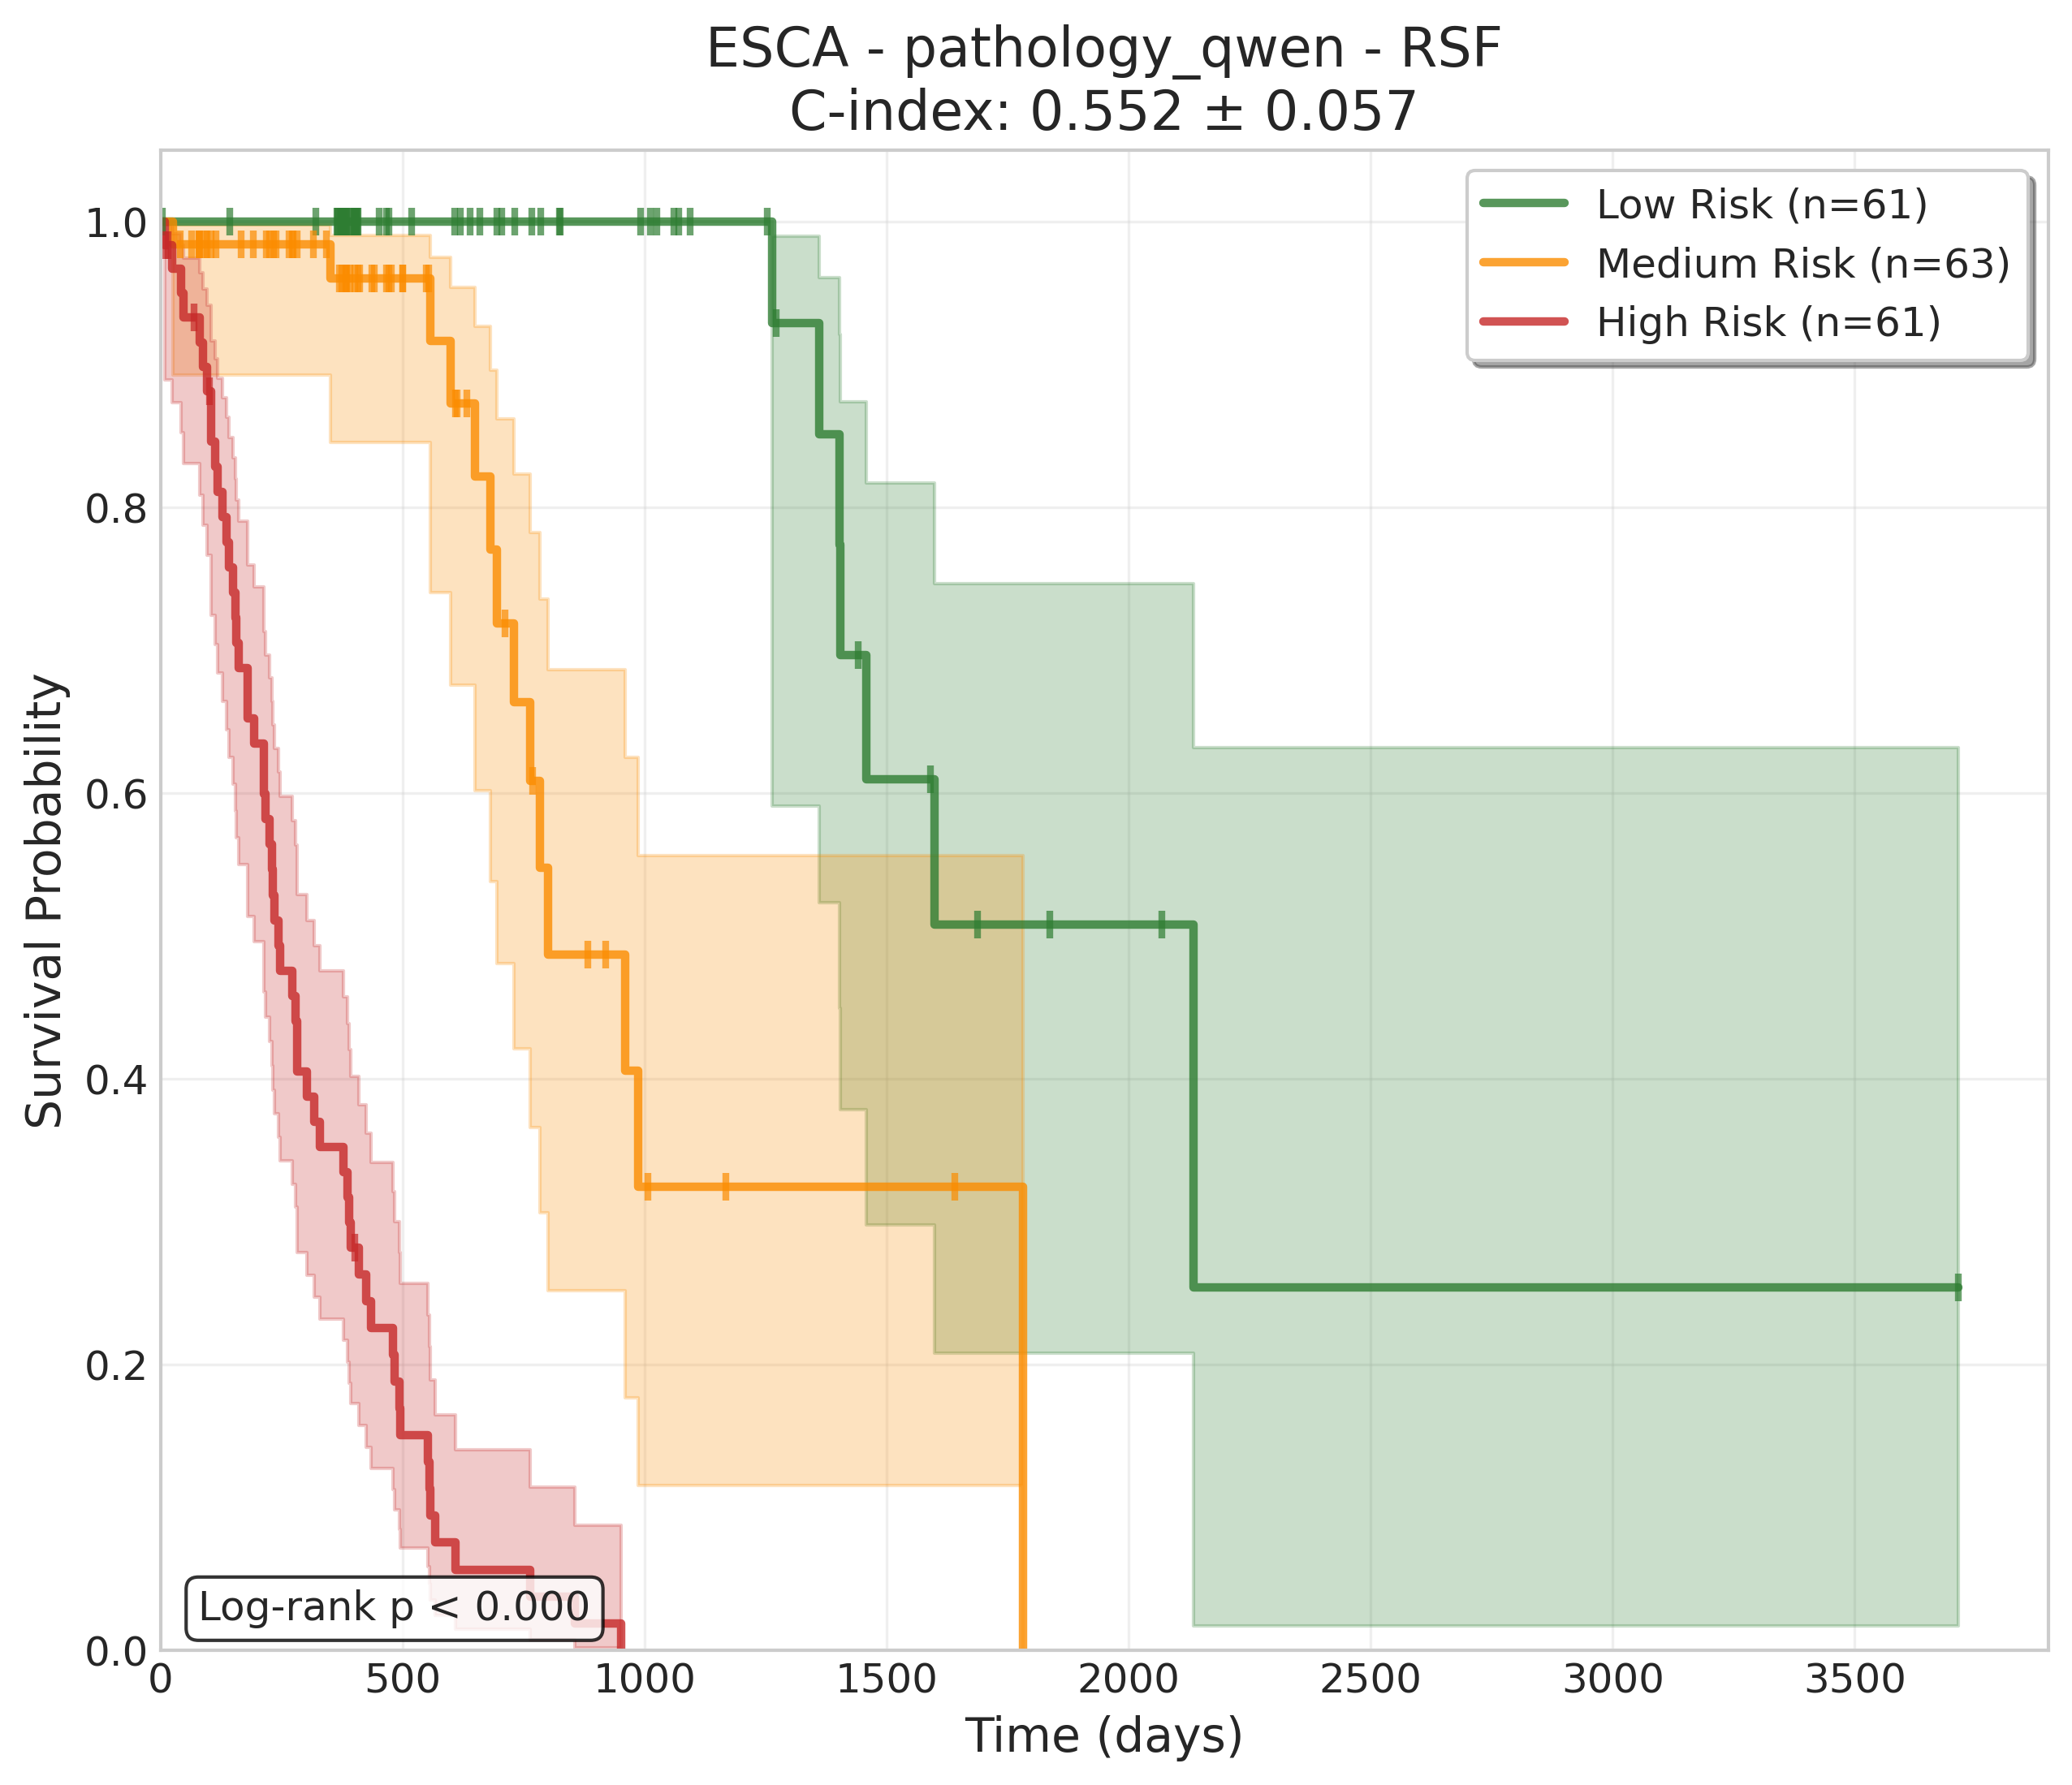 ESCA - pathology_qwen - RSF
C-index: 0.552 ± 0.057
Low Risk (n=61)
Medium Risk (n=63)
High Risk (n=61)
Survival Probability
1.0
0.8
0.6
0.4
0.2
0.0
Log-rank p < 0.000
0 500 1000 1500 2000 2500 3000 3500
Time (days)